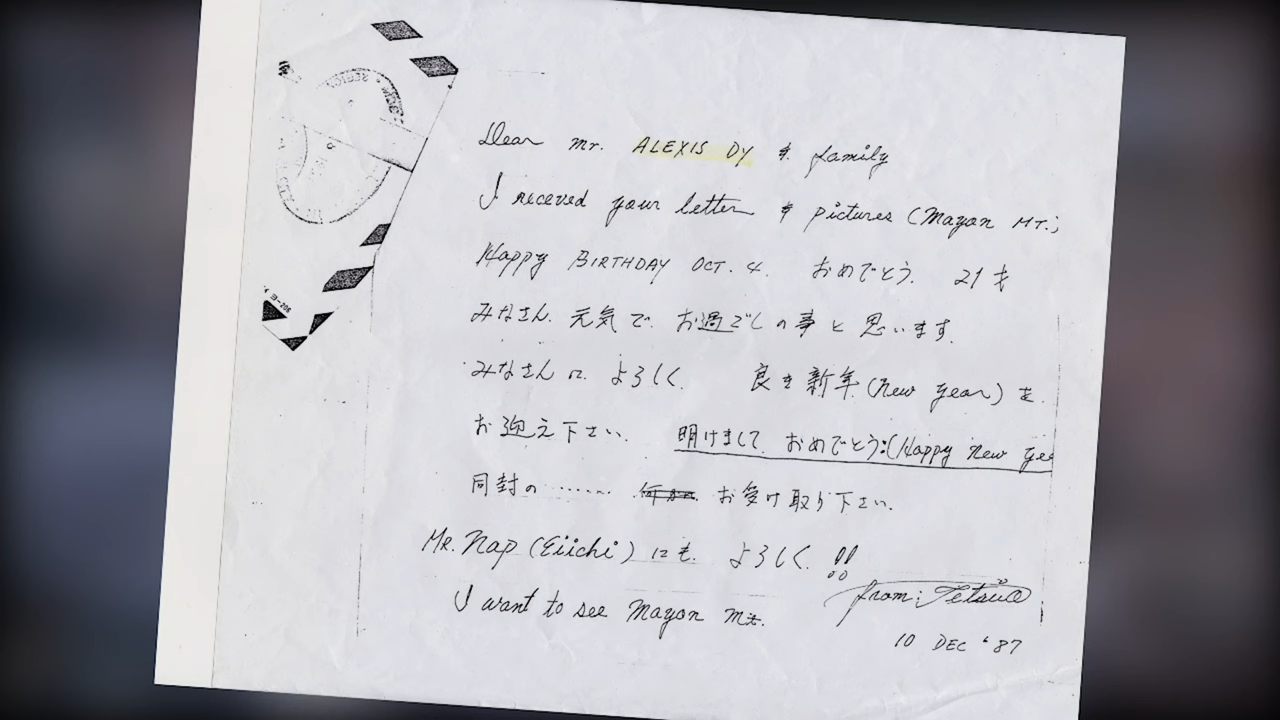 Dear Mr. ALEXIS DY & family
I receved your letter & pictures (Mayon MT.;
Happy BIRTHDAY OCT. 4. おめでとう. 21才
みなさん. 元気で. お過ごしの事と思います.
みなさんに. よろしく. 良き新年(New year)を.
お迎え下さい. 明けまして. おめでとう:(Happy New
同封の ....... お受け取り下さい.
MR. Nap (Eiichi) にも. よろしく. !!
from: Tetsuo
I want to see Mayon Mt.
10 DEC '87